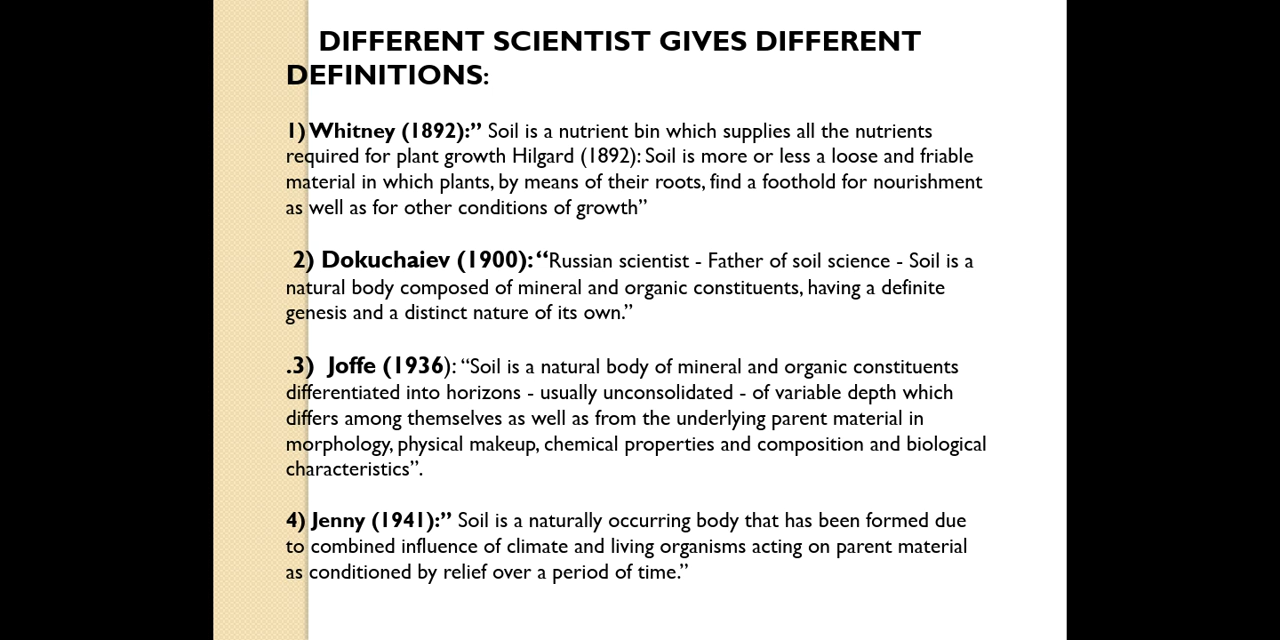 DIFFERENT SCIENTIST GIVES DIFFERENT
DEFINITIONS:
1) Whitney (1892):” Soil is a nutrient bin which supplies all the nutrients
required for plant growth Hilgard (1892): Soil is more or less a loose and friable
material in which plants, by means of their roots, find a foothold for nourishment
as well as for other conditions of growth”
2) Dokuchaiev (1900): “Russian scientist - Father of soil science - Soil is a
natural body composed of mineral and organic constituents, having a definite
genesis and a distinct nature of its own.”
.3) Joffe (1936): “Soil is a natural body of mineral and organic constituents
differentiated into horizons - usually unconsolidated - of variable depth which
differs among themselves as well as from the underlying parent material in
morphology, physical makeup, chemical properties and composition and biological
characteristics”.
4) Jenny (1941):” Soil is a naturally occurring body that has been formed due
to combined influence of climate and living organisms acting on parent material
as conditioned by relief over a period of time.”